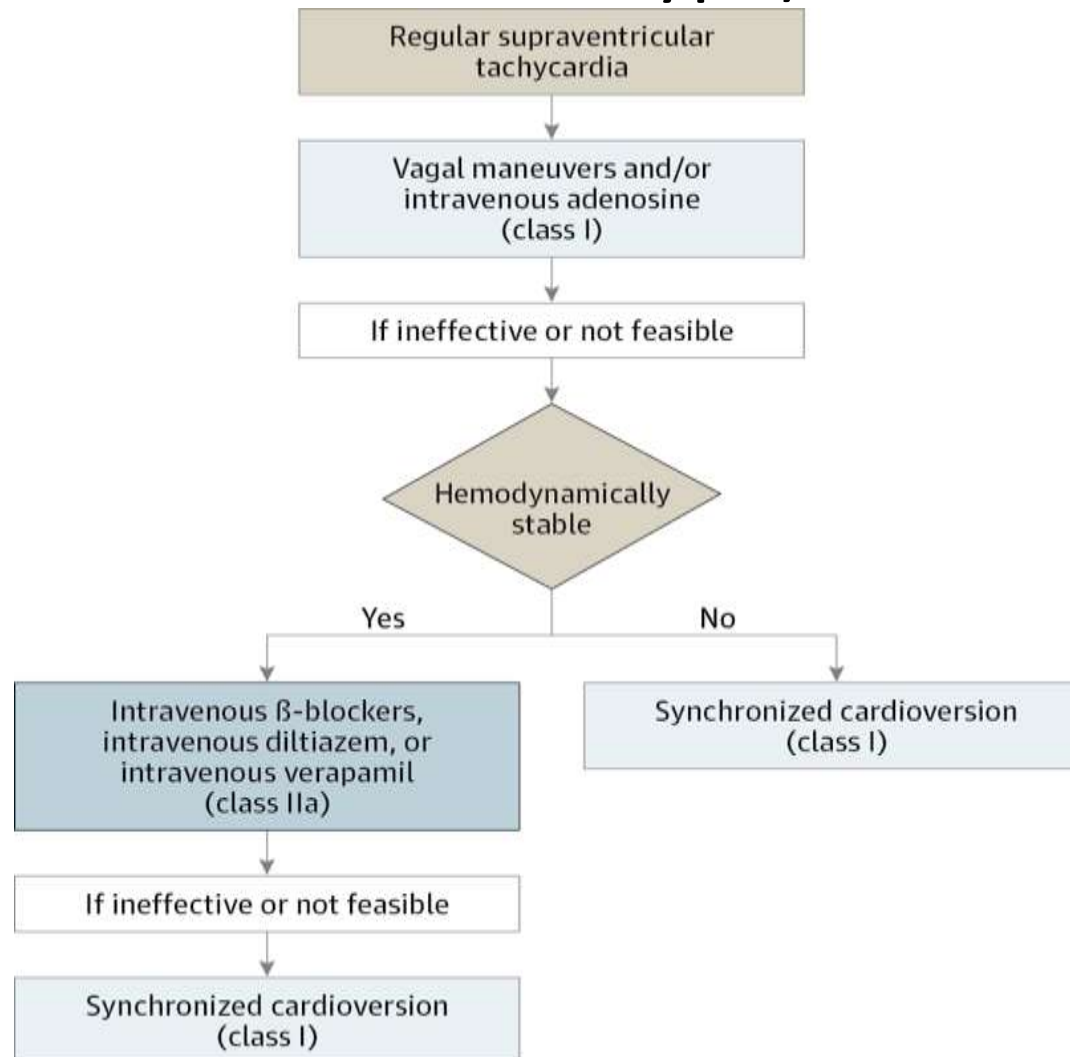 Regular supraventricular
tachycardia
Vagal maneuvers and/or
intravenous adenosine
(class I)
If ineffective or not feasible
Hemodynamically
stable
Yes
No
Intravenous ß-blockers,
intravenous diltiazem, or
intravenous verapamil
(class IIa)
Synchronized cardioversion
(class I)
If ineffective or not feasible
Synchronized cardioversion
(class I)